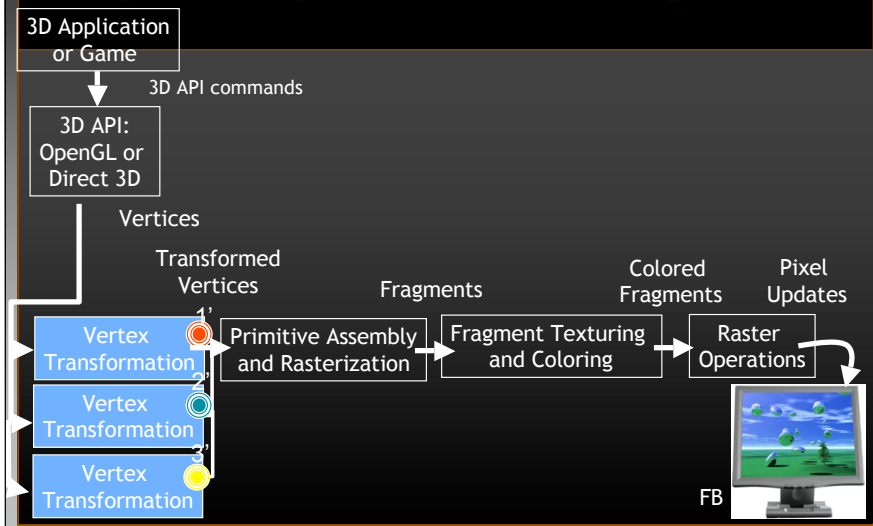 3D Application
or Game
3D API commands
3D API:
OpenGL or
Direct 3D
Vertices
Transformed
Vertices
Fragments
Colored
Fragments
Pixel
Updates
1'
Vertex
Transformation
Primitive Assembly
and Rasterization
Fragment Texturing
and Coloring
Raster
Operations
2'
Vertex
Transformation
3'
Vertex
Transformation
FB